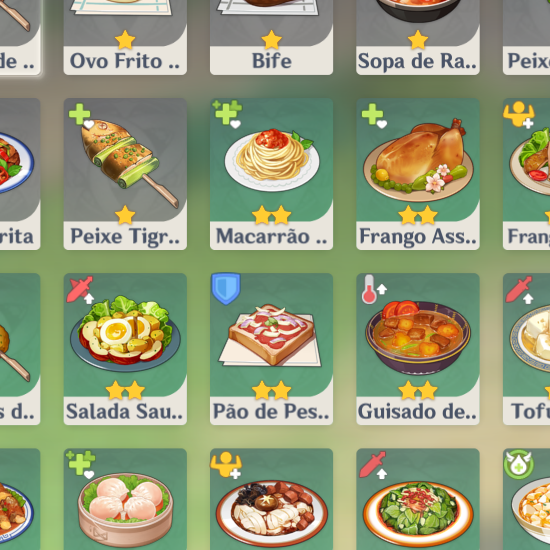 de ..
Ovo Frito ..
Bife
Sopa de Ra..
Peix
rita
Peixe Tigr..
Macarrão ..
Frango Ass..
Fran
s d..
Salada Sau..
Pão de Pes..
Guisado de..
Tofu